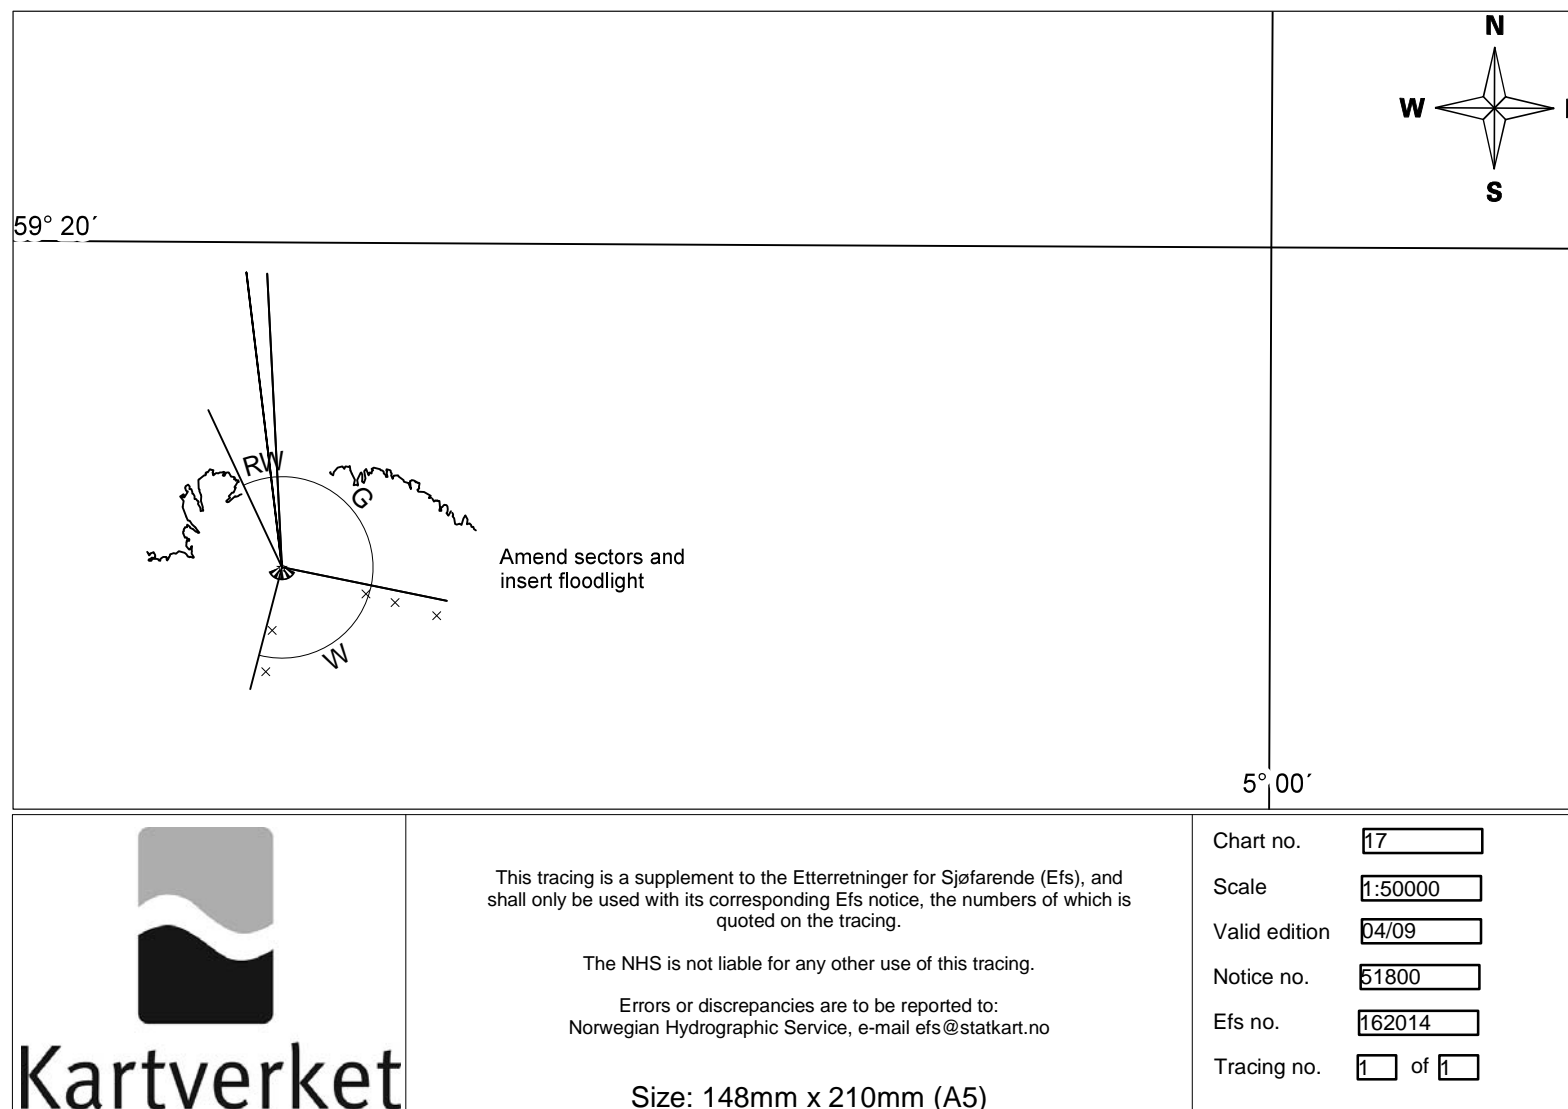 N
W
S
59° 20′
RW
G
Amend sectors and
insert floodlight
W
5° 00′
Kartverket
This tracing is a supplement to the Etterretninger for Sjøfarende (Efs), and
shall only be used with its corresponding Efs notice, the numbers of which is
quoted on the tracing.
The NHS is not liable for any other use of this tracing.
Errors or discrepancies are to be reported to:
Norwegian Hydrographic Service, e-mail efs@statkart.no
Size: 148mm x 210mm (A5)
Chart no. 17
Scale 1:50000
Valid edition 04/09
Notice no. 51800
Efs no. 162014
Tracing no. 1 of 1